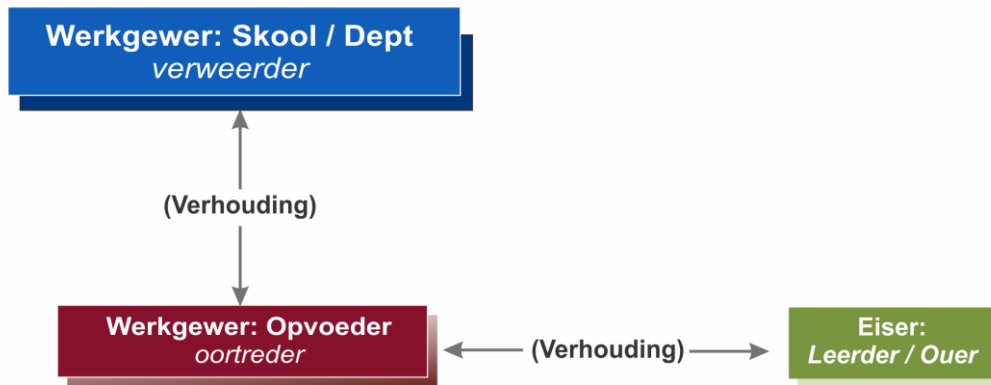 Werkgewer: Skool / Dept
verweerder
(Verhouding)
Werkgewer: Opvoeder
oortreder
(Verhouding)
Eiser:
Leerder / Ouer